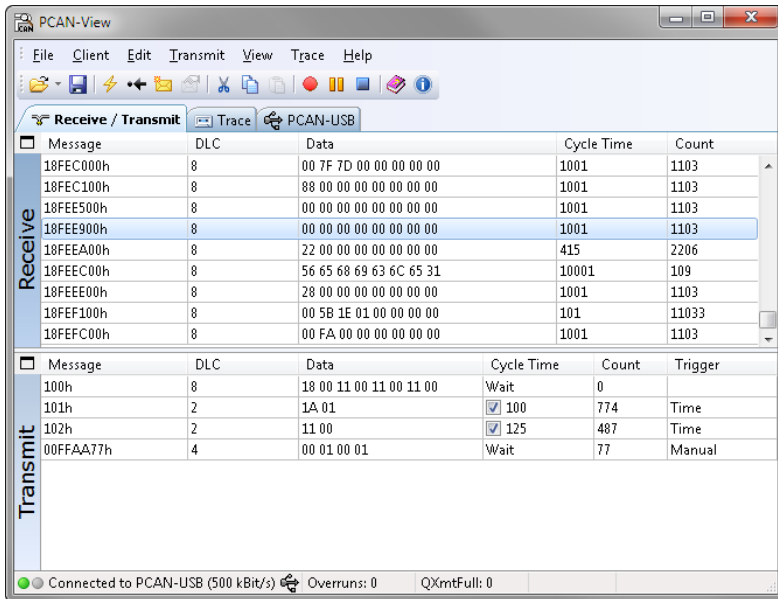 PCAN-View
File Client Edit Transmit View Trace Help
Receive / Transmit Trace PCAN-USB
Message DLC Data Cycle Time Count
18FEC000h 8 00 7F 7D 00 00 00 00 00 1001 1103
18FEC100h 8 88 00 00 00 00 00 00 00 1001 1103
18FEE500h 8 00 00 00 00 00 00 00 00 1001 1103
18FEE900h 8 00 00 00 00 00 00 00 00 1001 1103
18FEEA00h 8 22 00 00 00 00 00 00 00 415 2206
18FEEC00h 8 56 65 68 69 63 6C 65 31 10001 109
18FEEE00h 8 28 00 00 00 00 00 00 00 1001 1103
18FEF100h 8 00 5B 1E 01 00 00 00 00 101 11033
18FEFC00h 8 00 FA 00 00 00 00 00 00 1001 1103
Receive
Message DLC Data Cycle Time Count Trigger
100h 8 18 00 11 00 11 00 11 00 Wait 0
101h 2 1A 01 100 774 Time
102h 2 11 00 125 487 Time
00FFAA77h 4 00 01 00 01 Wait 77 Manual
Transmit
Connected to PCAN-USB (500 kBit/s) Overruns: 0 QXmtFull: 0